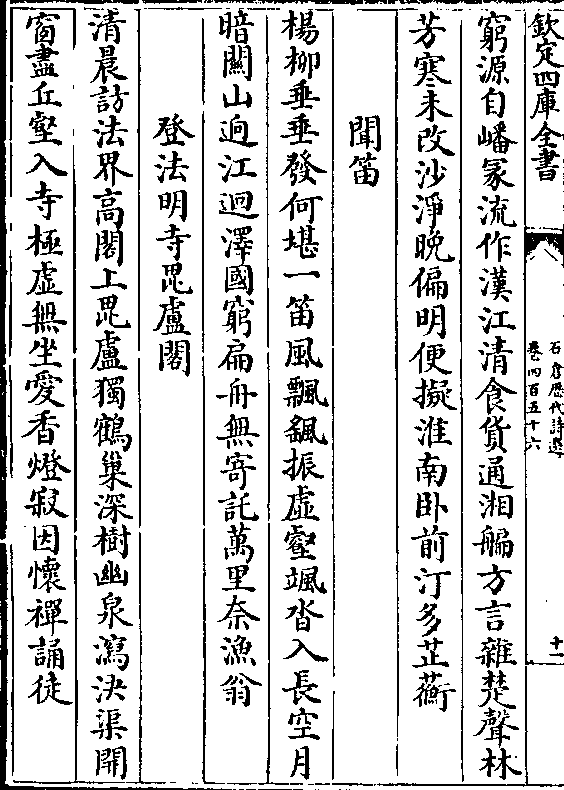 欽定四庫全書
石倉歷代詩選
卷四百五十六
十一
窮源自嶓冢流作漢江清食貨通湘艑方言雜楚聲林
芳寒未改沙淨晚偏明便擬淮南卧前汀多芷蘅
聞笛
楊柳垂垂發何堪一笛風飄颻振虛壑颯沓入長空月
暗關山迥江迴澤國窮扁舟無寄託萬里奈漁翁
登法明寺毘盧閣
清晨訪法界高閣上毘盧獨鶴巢深樹幽泉瀉決渠開
窗盡丘壑入寺極虛無坐愛香燈寂因懷禪誦徒